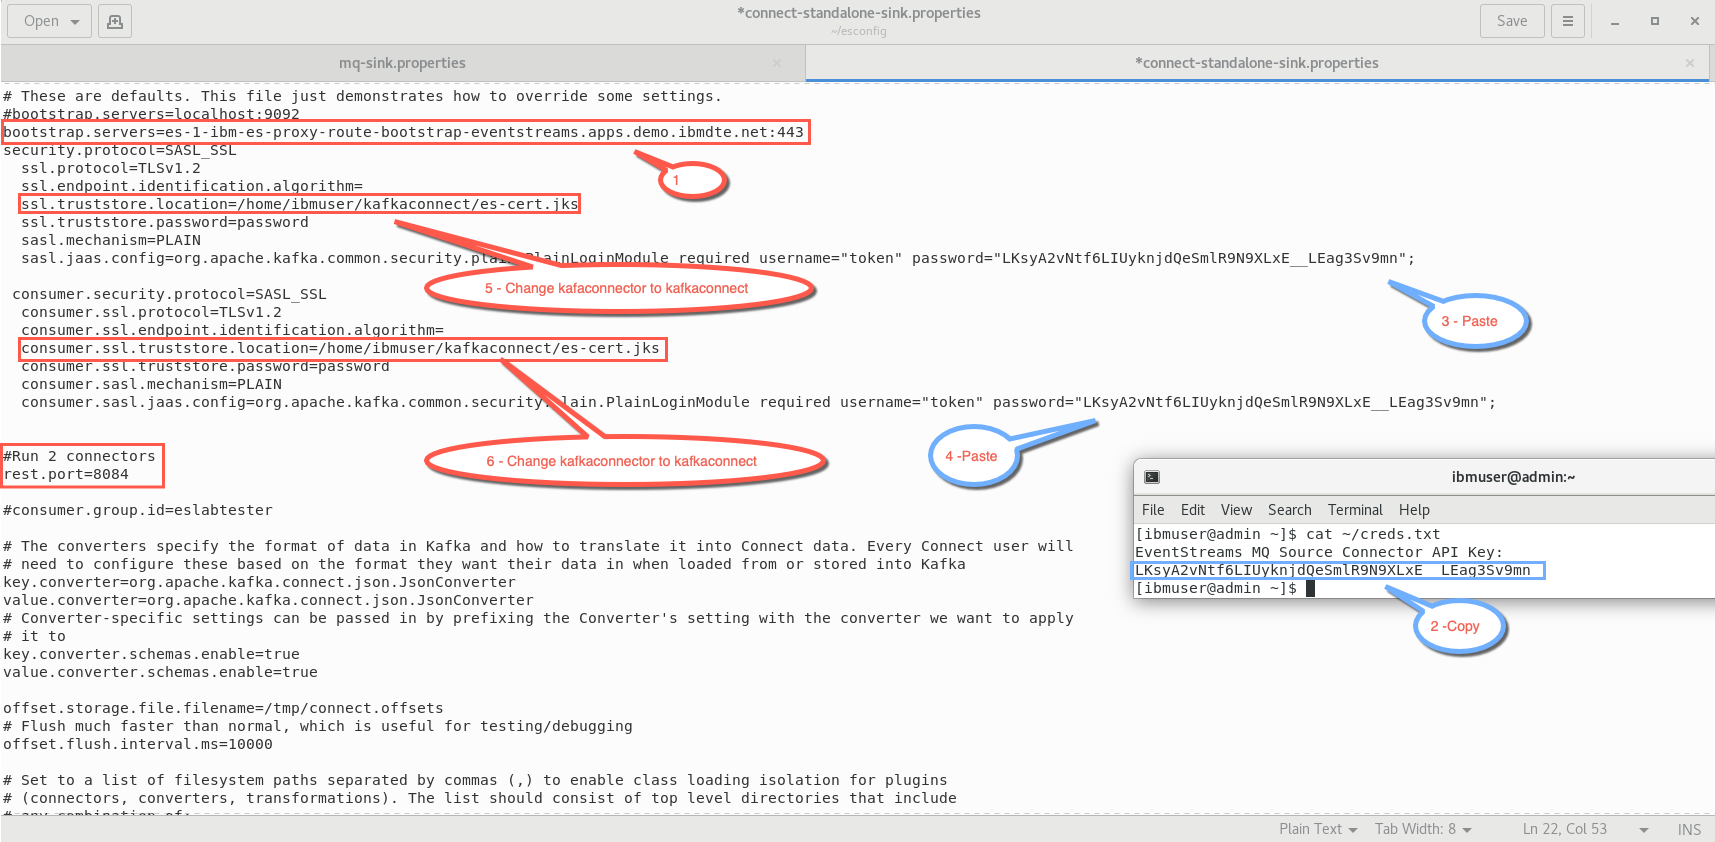 Open
*connect-standalone-sink.properties
~/esconfig
Save
mq-sink.properties
*connect-standalone-sink.properties
# These are defaults. This file just demonstrates how to override some settings.
#bootstrap.servers=localhost:9092
bootstrap.servers=es-1-ibm-es-proxy-route-bootstrap-eventstreams.apps.demo.ibmdte.net:443
security.protocol=SASL_SSL
ssl.protocol=TLSv1.2
1
ssl.endpoint.identification.algorithm=
ssl.truststore.location=/home/ibmuser/kafkaconnect/es-cert.jks
ssl.truststore.password=password
sasl.mechanism=PLAIN
sasl.jaas.config=org.apache.kafka.common.security.plain.PlainLoginModule required username="token" password="LKsyA2vNtf6LIUyknjdQeSmlR9N9XLxE__LEag3Sv9mn";
5 - Change kafaconnector to kafkaconnect
consumer.security.protocol=SASL_SSL
consumer.ssl.protocol=TLSv1.2
3 - Paste
consumer.ssl.endpoint.identification.algorithm=
consumer.ssl.truststore.location=/home/ibmuser/kafkaconnect/es-cert.jks
consumer.ssl.truststore.password=password
consumer.sasl.mechanism=PLAIN
consumer.sasl.jaas.config=org.apache.kafka.common.security.plain.PlainLoginModule required username="token" password="LKsyA2vNtf6LIUyknjdQeSmlR9N9XLxE__LEag3Sv9mn";
#Run 2 connectors
rest.port=8084
6 - Change kafkaconnector to kafkaconnect
4 -Paste
#consumer.group.id=eslabtester
# The converters specify the format of data in Kafka and how to translate it into Connect data. Every Connect user will
# need to configure these based on the format they want their data in when loaded from or stored into Kafka
key.converter=org.apache.kafka.connect.json.JsonConverter
value.converter=org.apache.kafka.connect.json.JsonConverter
# Converter-specific settings can be passed in by prefixing the Converter's setting with the converter we want to apply
# it to
key.converter.schemas.enable=true
value.converter.schemas.enable=true
offset.storage.file.filename=/tmp/connect.offsets
# Flush much faster than normal, which is useful for testing/debugging
offset.flush.interval.ms=10000
# Set to a list of filesystem paths separated by commas (,) to enable class loading isolation for plugins
# (connectors, converters, transformations). The list should consist of top level directories that include
# any combination of:
ibmuser@admin:~
File Edit View Search Terminal Help
[ibmuser@admin ~]$ cat ~/creds.txt
EventStreams MQ Source Connector API Key:
LKsyA2vNtf6LIUyknjdQeSmlR9N9XLxE__LEag3Sv9mn
[ibmuser@admin ~]$
2 -Copy
Plain Text
Tab Width: 8
Ln 22, Col 53
INS